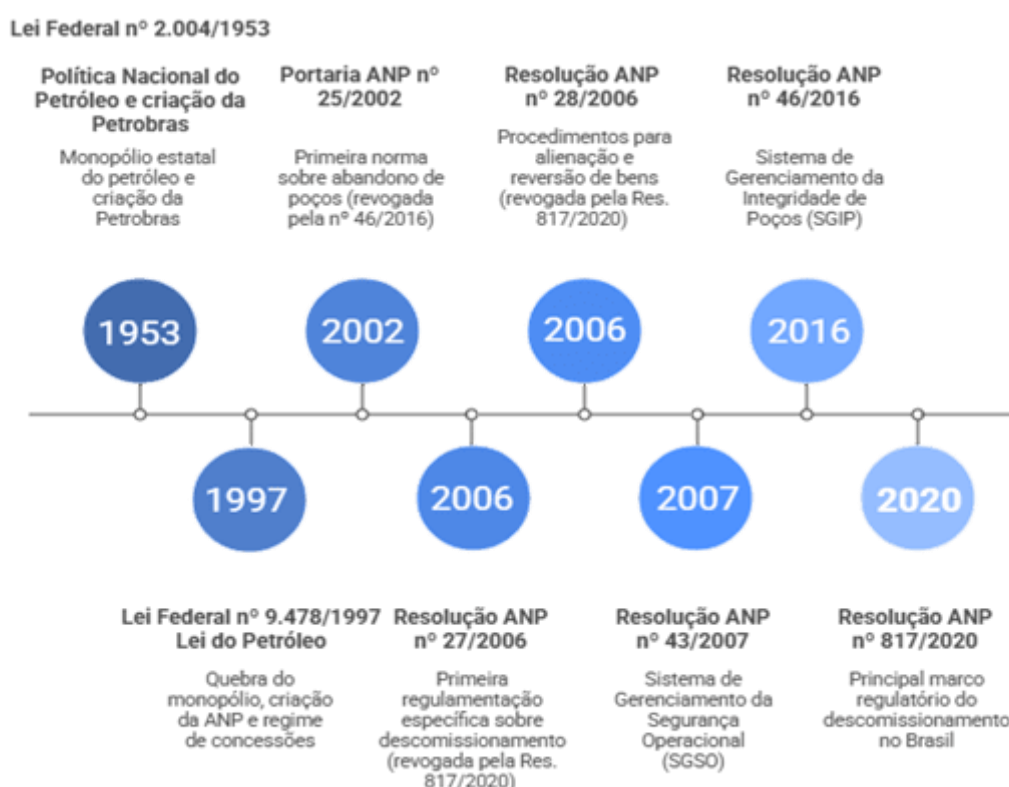 Lei Federal nº 2.004/1953
Política Nacional do
Petróleo e criação da
Petrobras
Monopólio estatal
do petróleo e
criação da
Petrobras
Portaria ANP nº
25/2002
Primeira norma
sobre abandono de
poços (revogada
pela nº 46/2016)
Resolução ANP
nº 28/2006
Procedimentos para
alienação e
reversão de bens
(revogada pela Res.
817/2020)
Resolução ANP
nº 46/2016
Sistema de
Gerenciamento da
Integridade de
Poços (SGIP)
1953
2002
2006
2016
1997
2006
2007
2020
Lei Federal nº 9.478/1997
Lei do Petróleo
Quebra do
monopólio, criação
da ANP e regime
de concessões
Resolução ANP
nº 27/2006
Primeira
regulamentação
específica sobre
descomissionamento
(revogada pela Res.
817/2020)
Resolução ANP
nº 43/2007
Sistema de
Gerenciamento da
Segurança
Operacional
(SGSO)
Resolução ANP
nº 817/2020
Principal marco
regulatório do
descomissionamento
no Brasil